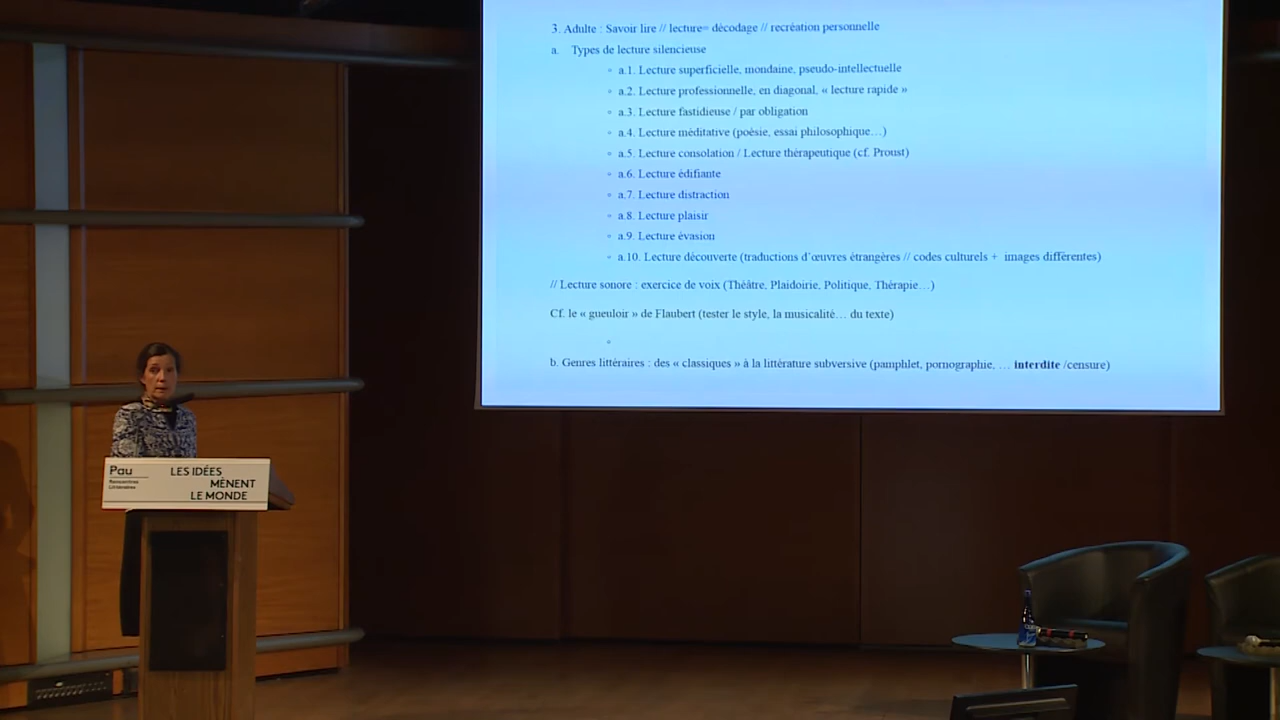 3. Adulte : Savoir lire // lecture= décodage // recréation personnelle
a. Types de lecture silencieuse
a.1. Lecture superficielle, mondaine, pseudo-intellectuelle
a.2. Lecture professionnelle, en diagonal, « lecture rapide »
a.3. Lecture fastidieuse / par obligation
a.4. Lecture méditative (poésie, essai philosophique…)
a.5. Lecture consolation / Lecture thérapeutique (cf. Proust)
a.6. Lecture édifiante
a.7. Lecture distraction
a.8. Lecture plaisir
a.9. Lecture évasion
a.10. Lecture découverte (traductions d'œuvres étrangères // codes culturels + images différentes)
// Lecture sonore : exercice de voix (Théâtre, Plaidoirie, Politique, Thérapie…)
Cf. le « gueuloir » de Flaubert (tester le style, la musicalité… du texte)
b. Genres littéraires : des « classiques » à la littérature subversive (pamphlet, pornographie, … interdite /censure)
Pau
Rencontres
Littéraires
LES IDÉES
MÈNENT
LE MONDE